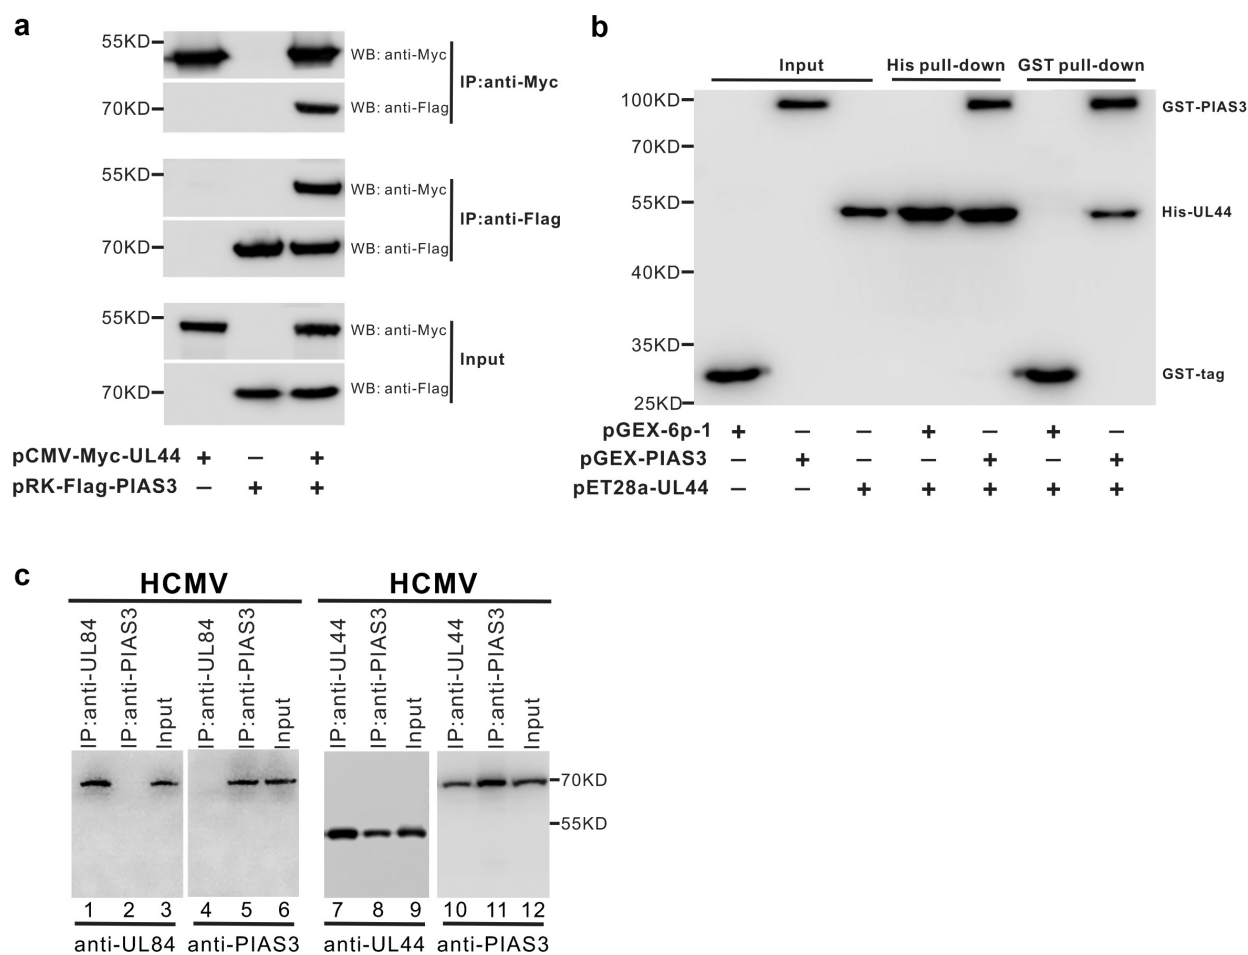 a
55KD
WB: anti-Myc
IP:anti-Myc
70KD
WB: anti-Flag
55KD
WB: anti-Myc
IP:anti-Flag
70KD
WB: anti-Flag
55KD
WB: anti-Myc
Input
70KD
WB: anti-Flag
pCMV-Myc-UL44 + – +
pRK-Flag-PIAS3 – + +
b
Input His pull-down GST pull-down
100KD
GST-PIAS3
70KD
55KD
His-UL44
40KD
35KD
GST-tag
25KD
pGEX-6p-1 + – – + – + –
pGEX-PIAS3 – + – – + – +
pET28a-UL44 – – + + + + +
c
HCMV HCMV
IP:anti-UL84
IP:anti-PIAS3
Input
IP:anti-UL84
IP:anti-PIAS3
Input
IP:anti-UL44
IP:anti-PIAS3
Input
IP:anti-UL44
IP:anti-PIAS3
Input
70KD
55KD
1 2 3 4 5 6 7 8 9 10 11 12
anti-UL84 anti-PIAS3 anti-UL44 anti-PIAS3